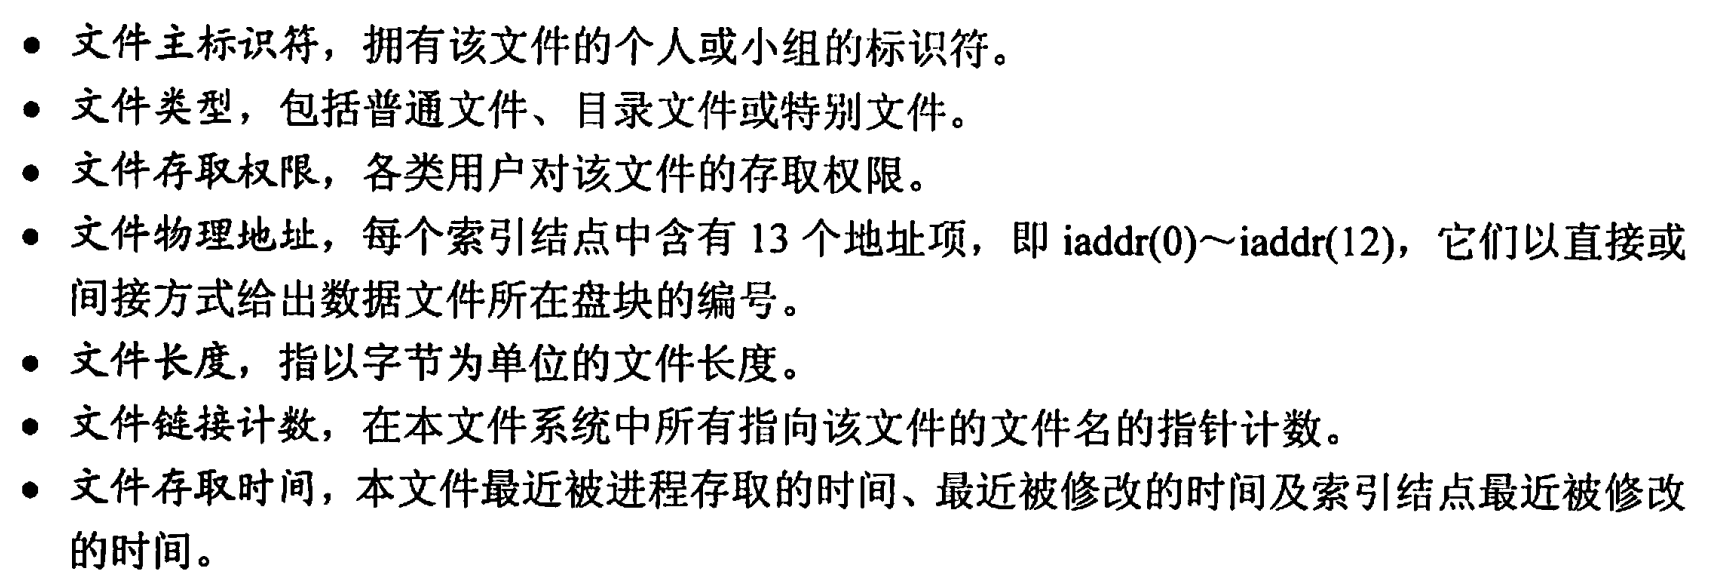 • 文件主标识符，拥有该文件的个人或小组的标识符。
• 文件类型，包括普通文件、目录文件或特别文件。
• 文件存取权限，各类用户对该文件的存取权限。
• 文件物理地址，每个索引结点中含有 13 个地址项，即 iaddr(0)～iaddr(12)，它们以直接或
间接方式给出数据文件所在盘块的编号。
• 文件长度，指以字节为单位的文件长度。
• 文件链接计数，在本文件系统中所有指向该文件的文件名的指针计数。
• 文件存取时间，本文件最近被进程存取的时间、最近被修改的时间及索引结点最近被修改
的时间。